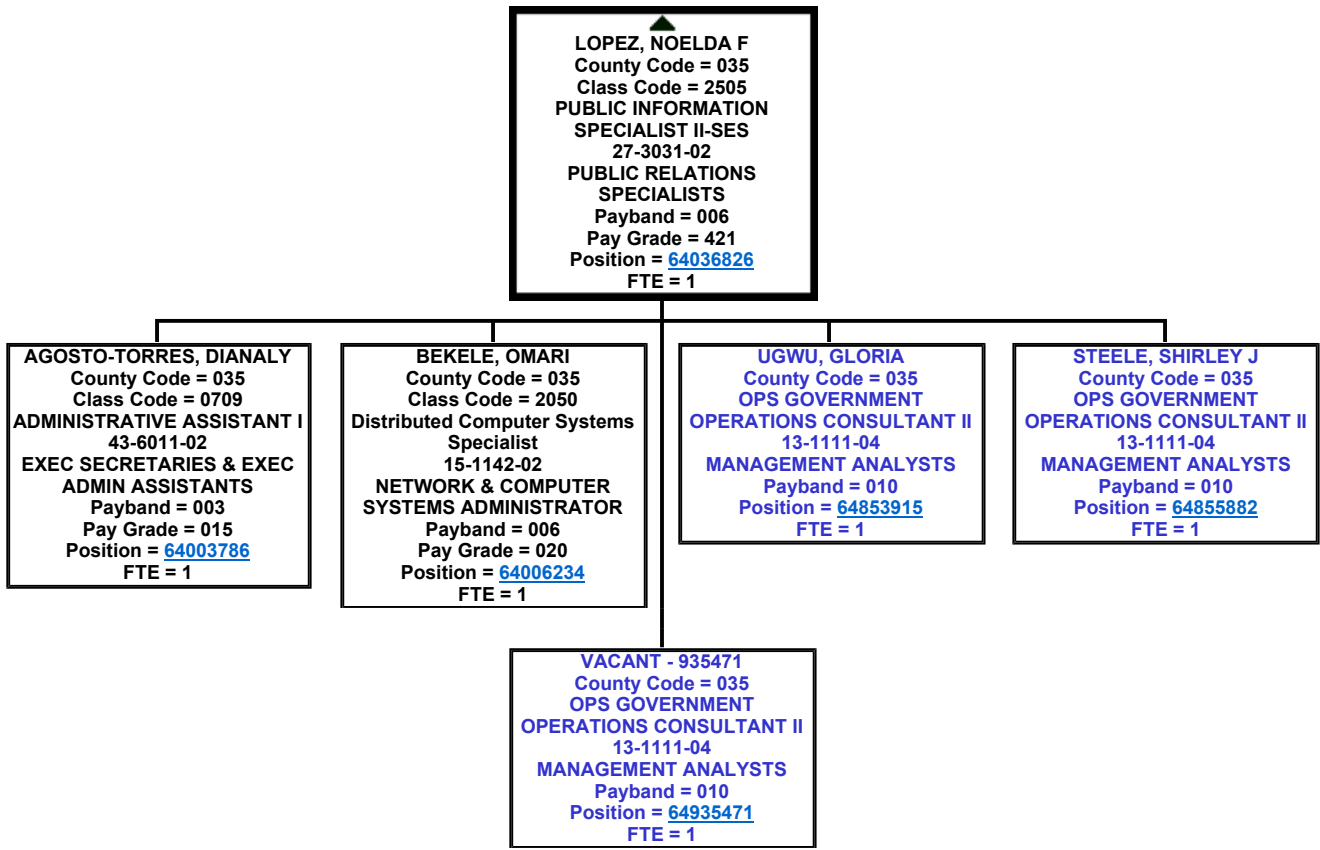 LOPEZ, NOELDA F
County Code = 035
Class Code = 2505
PUBLIC INFORMATION
SPECIALIST II-SES
27-3031-02
PUBLIC RELATIONS
SPECIALISTS
Payband = 006
Pay Grade = 421
Position = 64036826
FTE = 1
AGOSTO-TORRES, DIANALY
County Code = 035
Class Code = 0709
ADMINISTRATIVE ASSISTANT I
43-6011-02
EXEC SECRETARIES & EXEC
ADMIN ASSISTANTS
Payband = 003
Pay Grade = 015
Position = 64003786
FTE = 1
BEKELE, OMARI
County Code = 035
Class Code = 2050
Distributed Computer Systems
Specialist
15-1142-02
NETWORK & COMPUTER
SYSTEMS ADMINISTRATOR
Payband = 006
Pay Grade = 020
Position = 64006234
FTE = 1
UGWU, GLORIA
County Code = 035
OPS GOVERNMENT
OPERATIONS CONSULTANT II
13-1111-04
MANAGEMENT ANALYSTS
Payband = 010
Position = 64853915
FTE = 1
STEELE, SHIRLEY J
County Code = 035
OPS GOVERNMENT
OPERATIONS CONSULTANT II
13-1111-04
MANAGEMENT ANALYSTS
Payband = 010
Position = 64855882
FTE = 1
VACANT - 935471
County Code = 035
OPS GOVERNMENT
OPERATIONS CONSULTANT II
13-1111-04
MANAGEMENT ANALYSTS
Payband = 010
Position = 64935471
FTE = 1